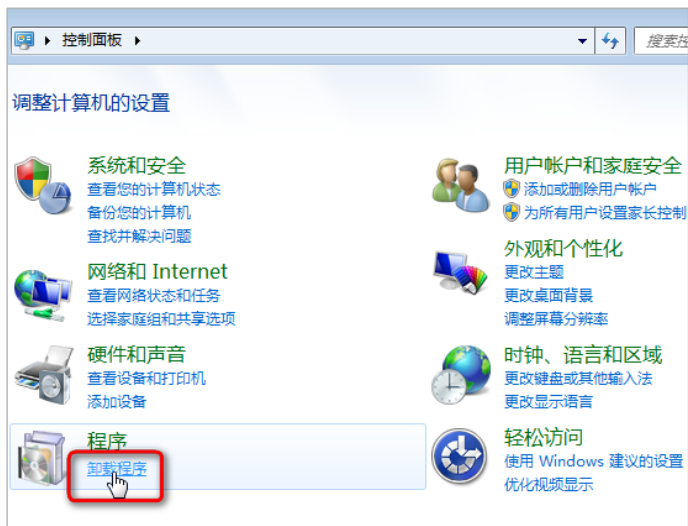 控制面板
搜索控
调整计算机的设置
系统和安全
查看您的计算机状态
备份您的计算机
查找并解决问题
网络和 Internet
查看网络状态和任务
选择家庭组和共享选项
硬件和声音
查看设备和打印机
添加设备
程序
卸载程序
用户帐户和家庭安全
添加或删除用户帐户
为所有用户设置家长控制
外观和个性化
更改主题
更改桌面背景
调整屏幕分辨率
时钟、语言和区域
更改键盘或其他输入法
更改显示语言
轻松访问
使用 Windows 建议的设置
优化视频显示